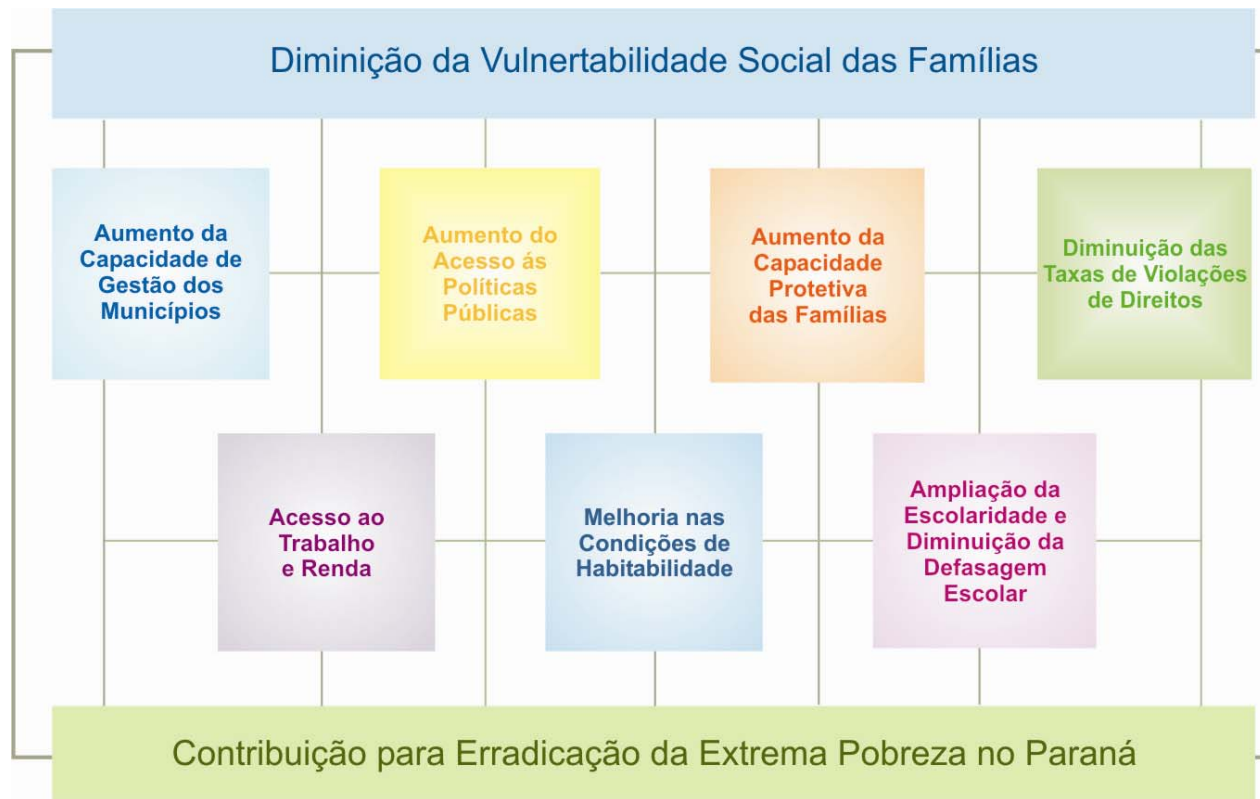 Diminição da Vulnertabilidade Social das Famílias
Aumento da
Capacidade de
Gestão dos
Municípios
Aumento do
Acesso ás
Políticas
Públicas
Aumento da
Capacidade
Protetiva
das Famílias
Diminuição das
Taxas de Violações
de Direitos
Acesso ao
Trabalho
e Renda
Melhoria nas
Condições de
Habitabilidade
Ampliação da
Escolaridade e
Diminuição da
Defasagem
Escolar
Contribuição para Erradicação da Extrema Pobreza no Paraná